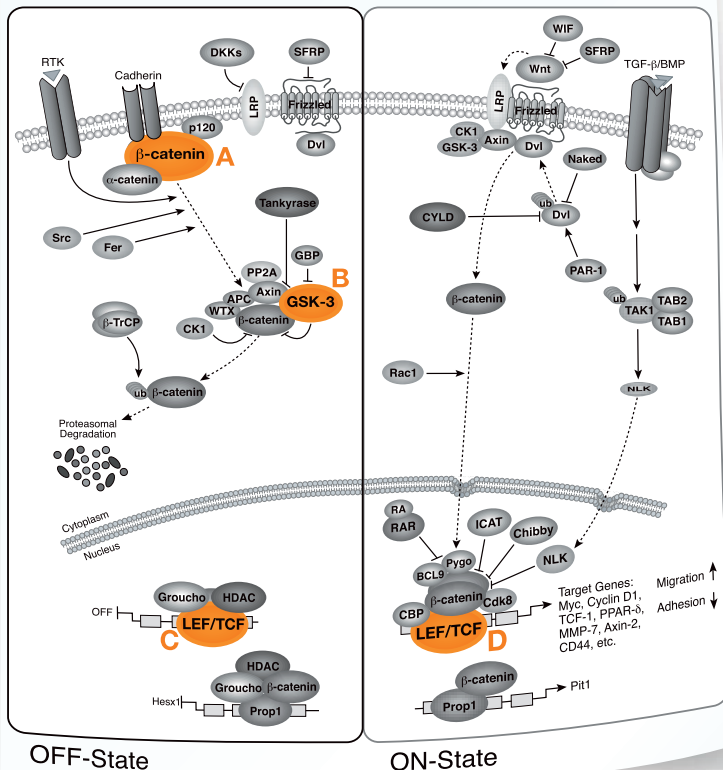 RTK
Cadherin
DKKs
SFRP
LRP
Frizzled
p120
β-catenin
A
α-catenin
Dvl
Src
Fer
Tankyrase
GBP
B
PP2A
Axin
APC
GSK-3
WTX
β-catenin
CK1
β-TrCP
ub
β-catenin
Proteasomal
Degradation
Cytoplasm
Nucleus
Groucho
HDAC
OFF
LEF/TCF
C
HDAC
Groucho
β-catenin
Hesx1
Prop1
OFF-State
WIF
SFRP
Wnt
TGF-β/BMP
LRP
Frizzled
CK1
GSK-3
Axin
Dvl
Naked
ub
Dvl
CYLD
PAR-1
β-catenin
ub
TAK1
TAB2
TAB1
Rac1
NLK
RA
RAR
ICAT
Chibby
Pygo
NLK
BCL9
β-catenin
Cdk8
CBP
LEF/TCF
D
Target Genes:
Myc, Cyclin D1,
TCF-1, PPAR-δ,
MMP-7, Axin-2,
CD44, etc.
Migration
Adhesion
β-catenin
Pit1
Prop1
ON-State